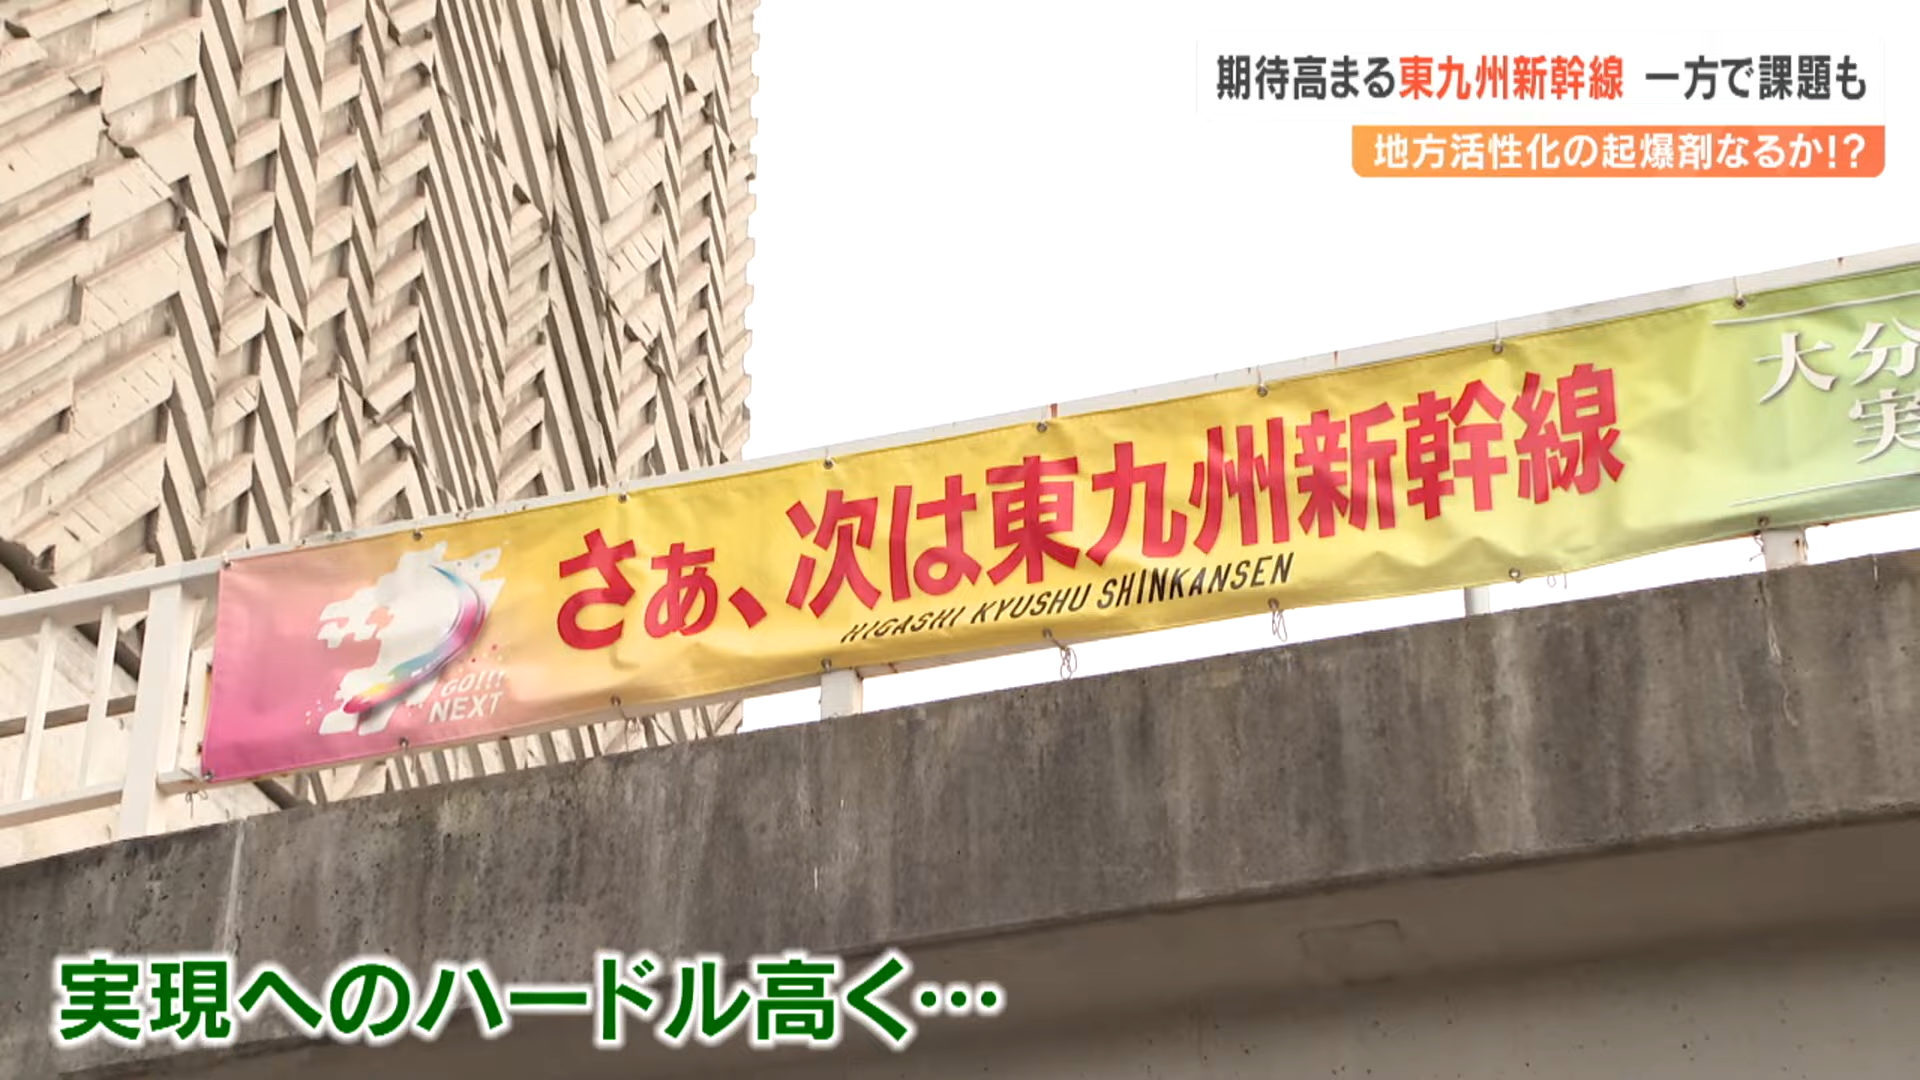 期待高まる東九州新幹線 一方で課題も
地方活性化の起爆剤なるか!?
さぁ、次は東九州新幹線
HIGASHI KYUSHU SHINKANSEN
GO!!!
NEXT
大分
実
実現へのハードル高く…